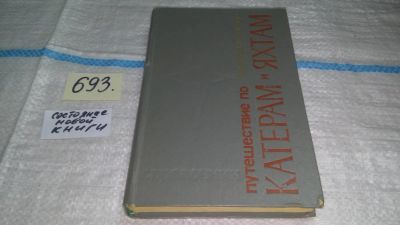 693.
состояние
новой
книги
путешествие по
КАТЕРАМ и ЯХТАМ